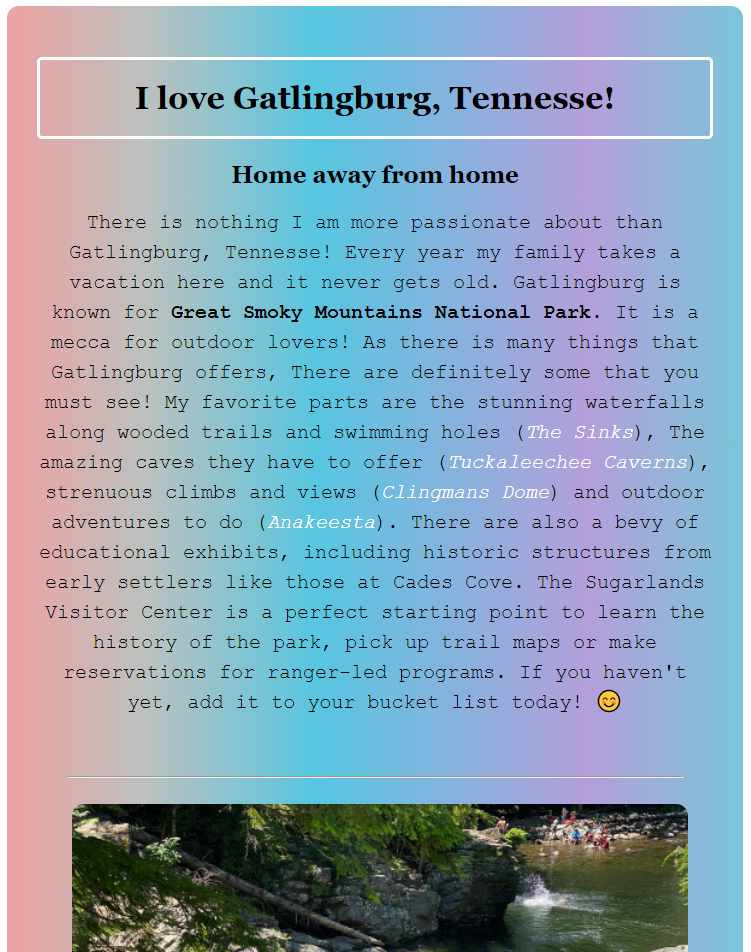 I love Gatlingburg, Tennesse!
Home away from home
There is nothing I am more passionate about than
Gatlingburg, Tennesse! Every year my family takes a
vacation here and it never gets old. Gatlingburg is
known for Great Smoky Mountains National Park. It is a
mecca for outdoor lovers! As there is many things that
Gatlingburg offers, There are definitely some that you
must see! My favorite parts are the stunning waterfalls
along wooded trails and swimming holes (The Sinks), The
amazing caves they have to offer (Tuckaleechee Caverns),
strenuous climbs and views (Clingmans Dome) and outdoor
adventures to do (Anakeesta). There are also a bevy of
educational exhibits, including historic structures from
early settlers like those at Cades Cove. The Sugarlands
Visitor Center is a perfect starting point to learn the
history of the park, pick up trail maps or make
reservations for ranger-led programs. If you haven't
yet, add it to your bucket list today! 😊